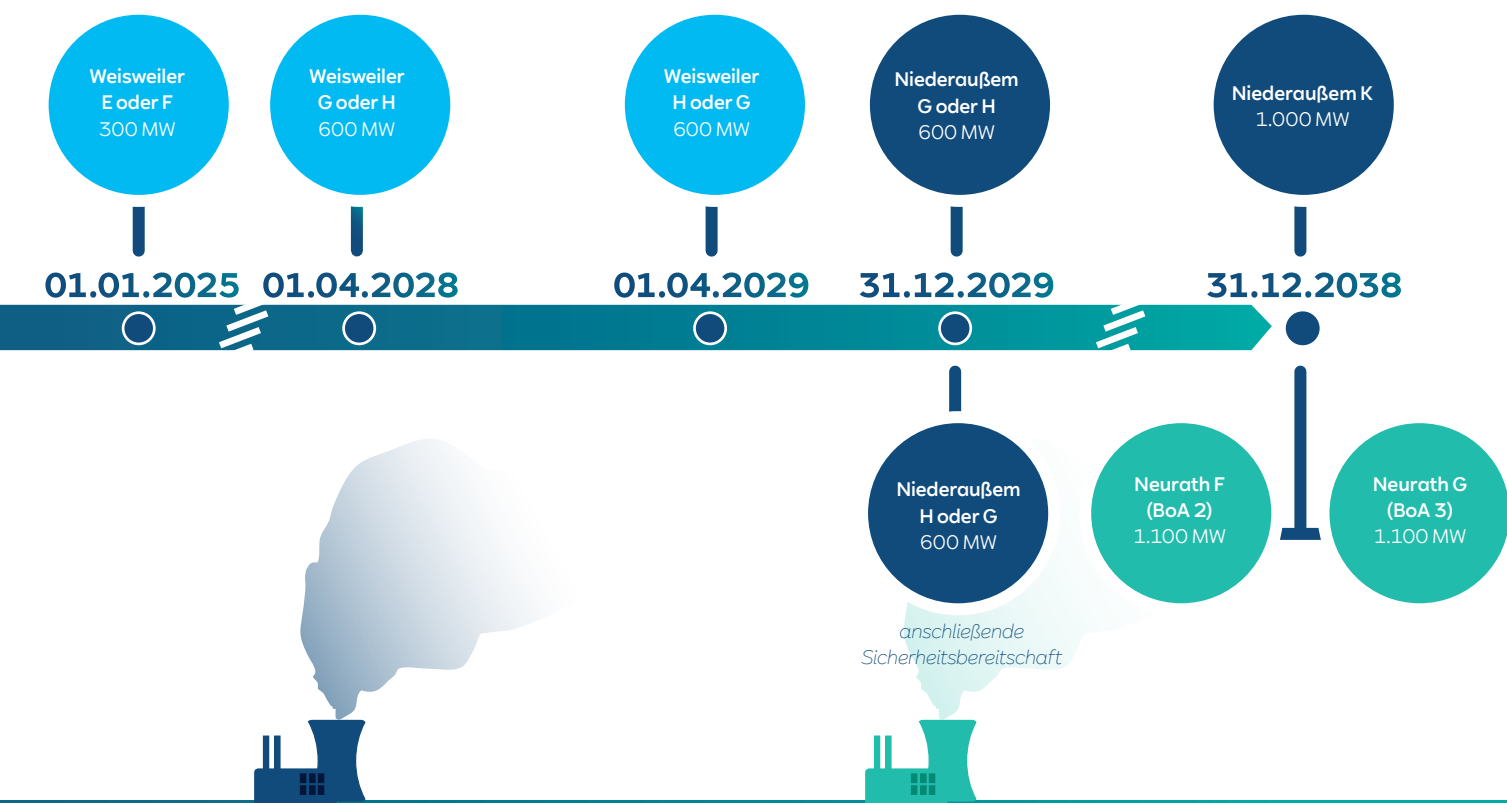 Weisweiler
E oder F
300 MW
Weisweiler
G oder H
600 MW
Weisweiler
H oder G
600 MW
Niederaußem
G oder H
600 MW
Niederaußem K
1.000 MW
01.01.2025
01.04.2028
01.04.2029
31.12.2029
31.12.2038
Niederaußem
H oder G
600 MW
anschließende
Sicherheitsbereitschaft
Neurath F
(BoA 2)
1.100 MW
Neurath G
(BoA 3)
1.100 MW